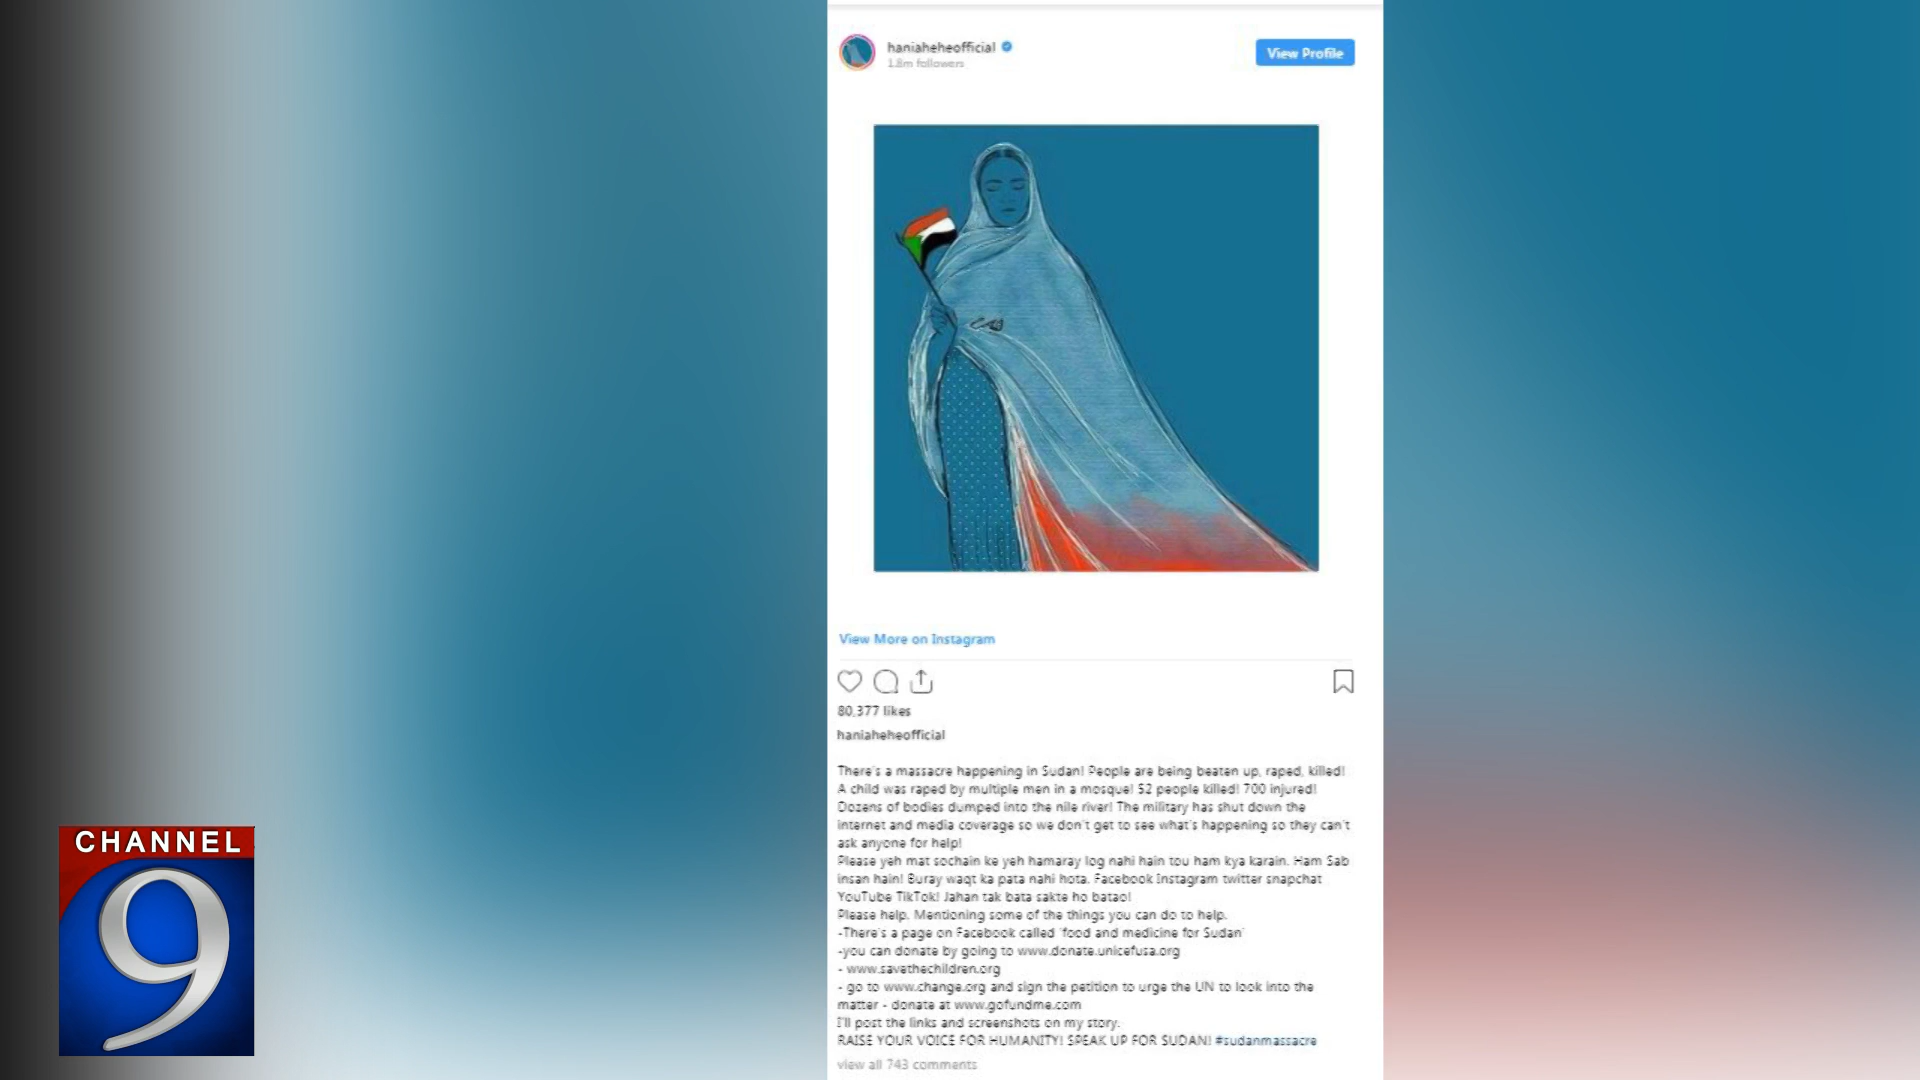 haniaheheofficial
1.8m followers
View Profile
View More on Instagram
80,377 likes
haniaheheofficial
There's a massacre happening in Sudan! People are being beaten up, raped, killed!
A child was raped by multiple men in a mosque! 52 people killed! 700 injured!
Dozens of bodies dumped into the nile river! The military has shut down the
internet and media coverage so we don't get to see what's happening so they can't
ask anyone for help!
Please yeh mat sochain ke yeh hamaray log nahi hain tou ham kya karain. Ham Sab
insan hain! Buray waqt ka pata nahi hota. Facebook Instagram twitter snapchat
YouTube TikTok! Jahan tak bata sakte ho batao!
Please help. Mentioning some of the things you can do to help.
-There's a page on Facebook called 'food and medicine for Sudan'
-you can donate by going to www.donate.unicefusa.org
- www.savethechildren.org
- go to www.change.org and sign the petition to urge the UN to look into the
matter - donate at www.gofundme.com
I'll post the links and screenshots on my story.
RAISE YOUR VOICE FOR HUMANITY! SPEAK UP FOR SUDAN! #sudanmassacre
view all 743 comments
CHANNEL
9